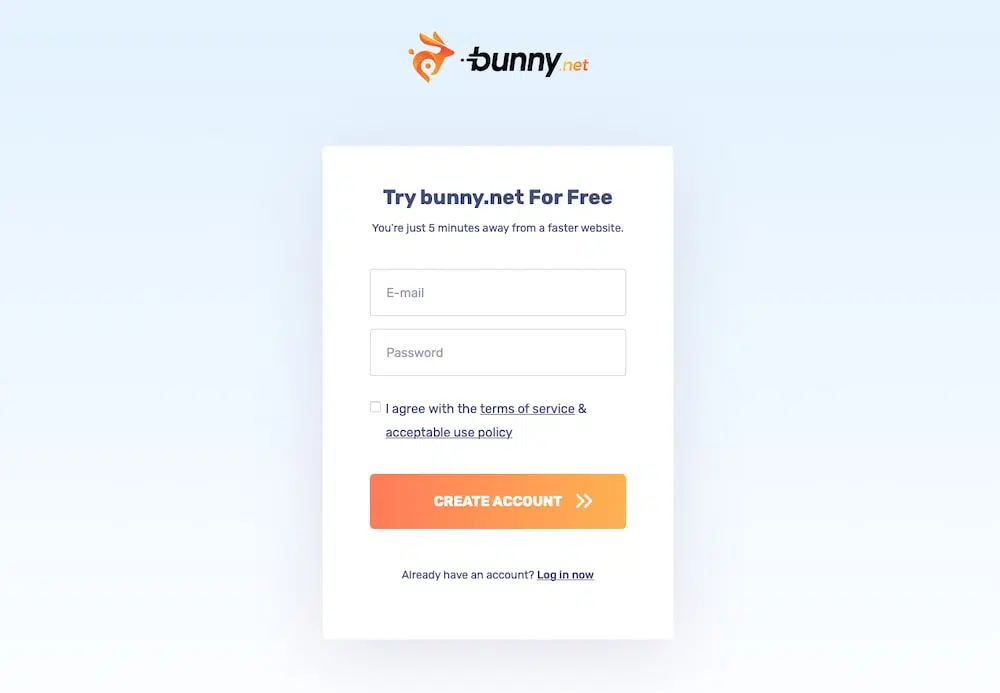 bunny.net
Try bunny.net For Free
You're just 5 minutes away from a faster website.
E-mail
Password
I agree with the terms of service &
acceptable use policy
CREATE ACCOUNT
Already have an account? Log in now